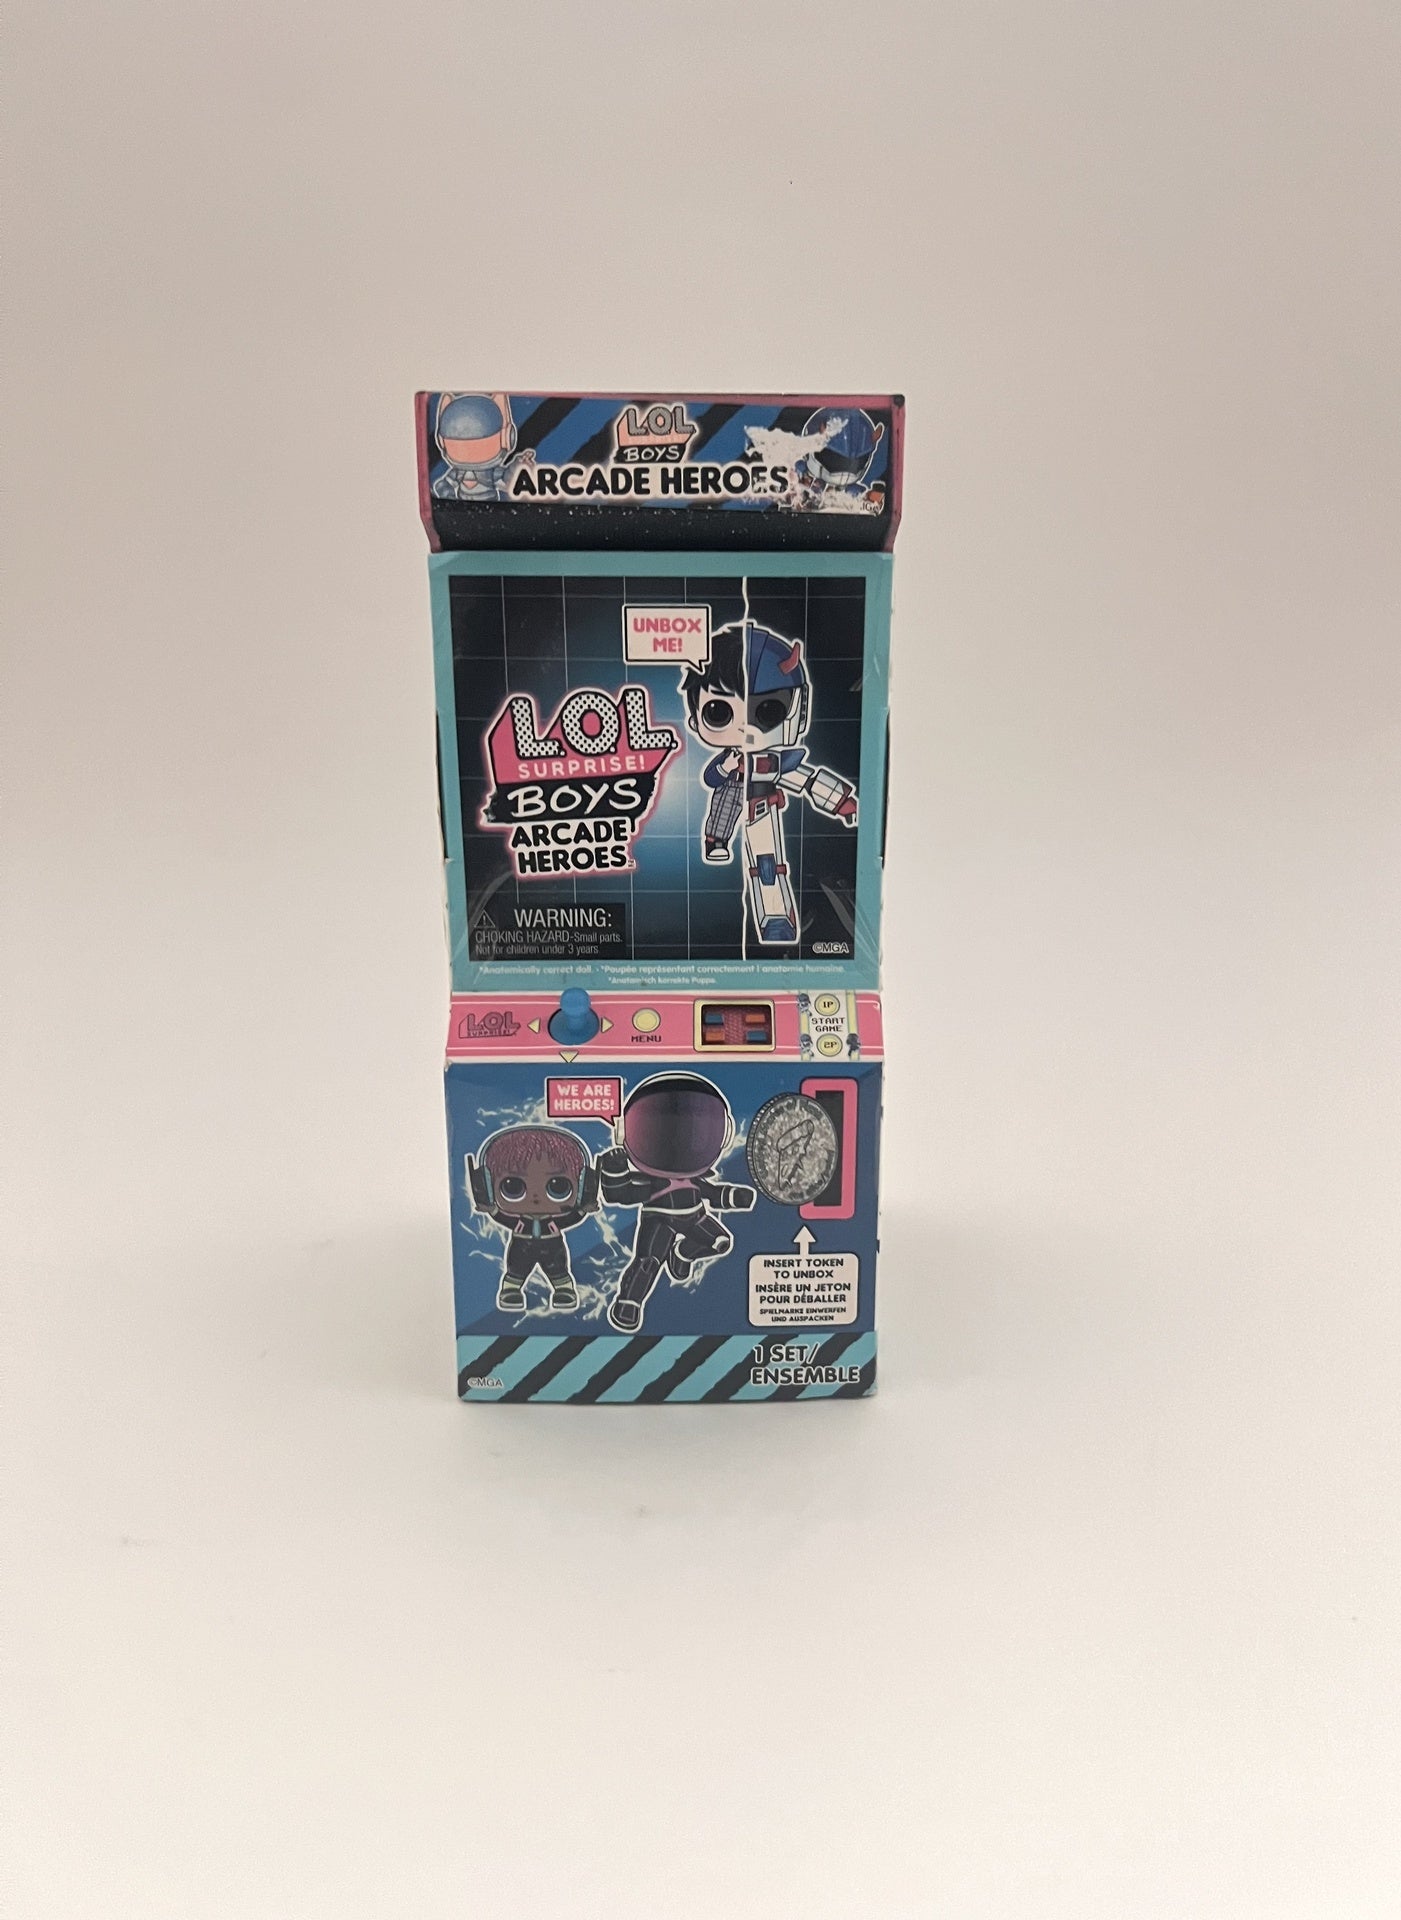 L.O.L.
BOYS
ARCADE HEROES
UNBOX
ME!
L.O.L.
SURPRISE!
BOYS
ARCADE
HEROES
WARNING:
CHOKING HAZARD-Small parts.
Not for children under 3 years
©MGA
*Anatomically correct doll. · *Poupée représentant correctement l'anatomie humaine.
*Anatomisch korrekte Puppe.
L.O.L.
SURPRISE!
MENU
1P
START
GAME
2P
WE ARE
HEROES!
INSERT TOKEN
TO UNBOX
INSÈRE UN JETON
POUR DÉBALLER
SPIELMARKE EINWERFEN
UND AUSPACKEN
1 SET/
ENSEMBLE
©MGA